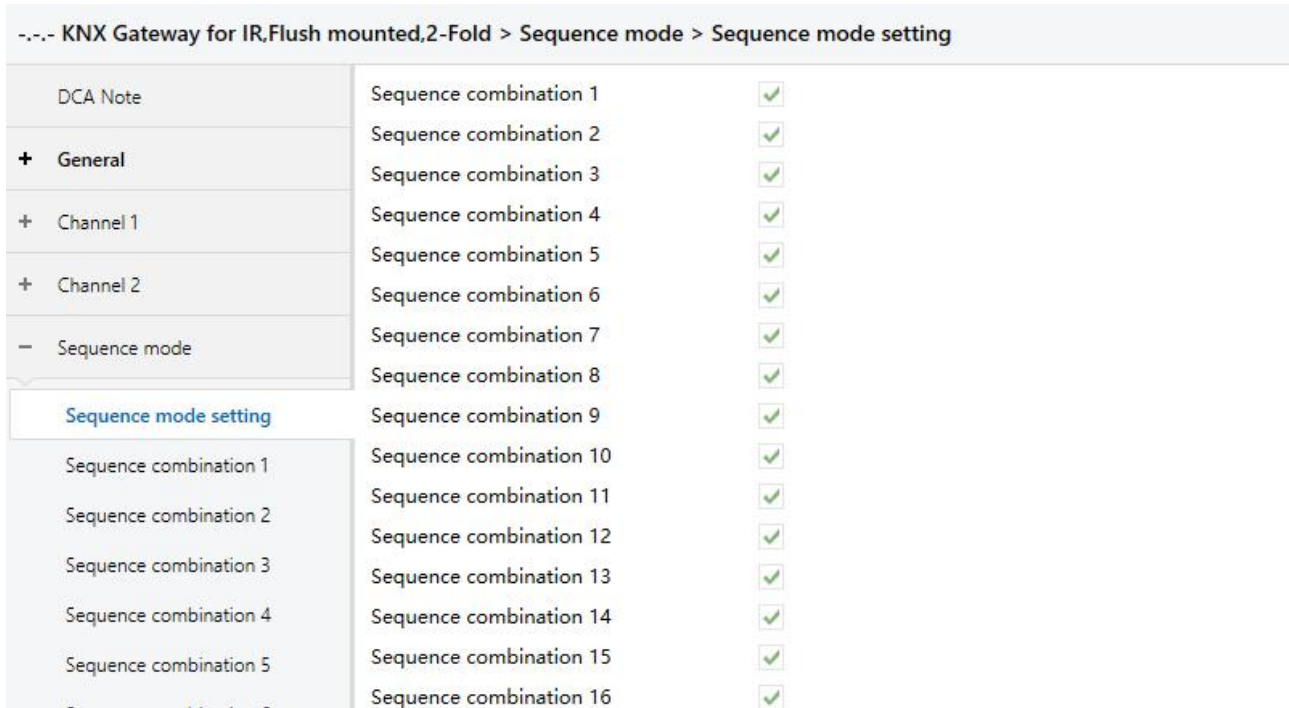 -.-.- KNX Gateway for IR,Flush mounted,2-Fold > Sequence mode > Sequence mode setting
DCA Note
+ General
+ Channel 1
+ Channel 2
− Sequence mode
Sequence mode setting
Sequence combination 1
Sequence combination 2
Sequence combination 3
Sequence combination 4
Sequence combination 5
Sequence combination 1
Sequence combination 2
Sequence combination 3
Sequence combination 4
Sequence combination 5
Sequence combination 6
Sequence combination 7
Sequence combination 8
Sequence combination 9
Sequence combination 10
Sequence combination 11
Sequence combination 12
Sequence combination 13
Sequence combination 14
Sequence combination 15
Sequence combination 16